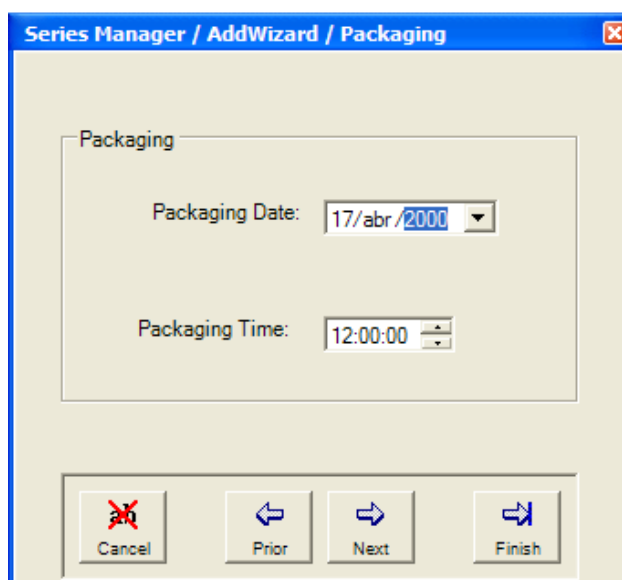 Series Manager / AddWizard / Packaging
Packaging
Packaging Date: 17/abr/2000
Packaging Time: 12:00:00
ab
Cancel Prior Next Finish